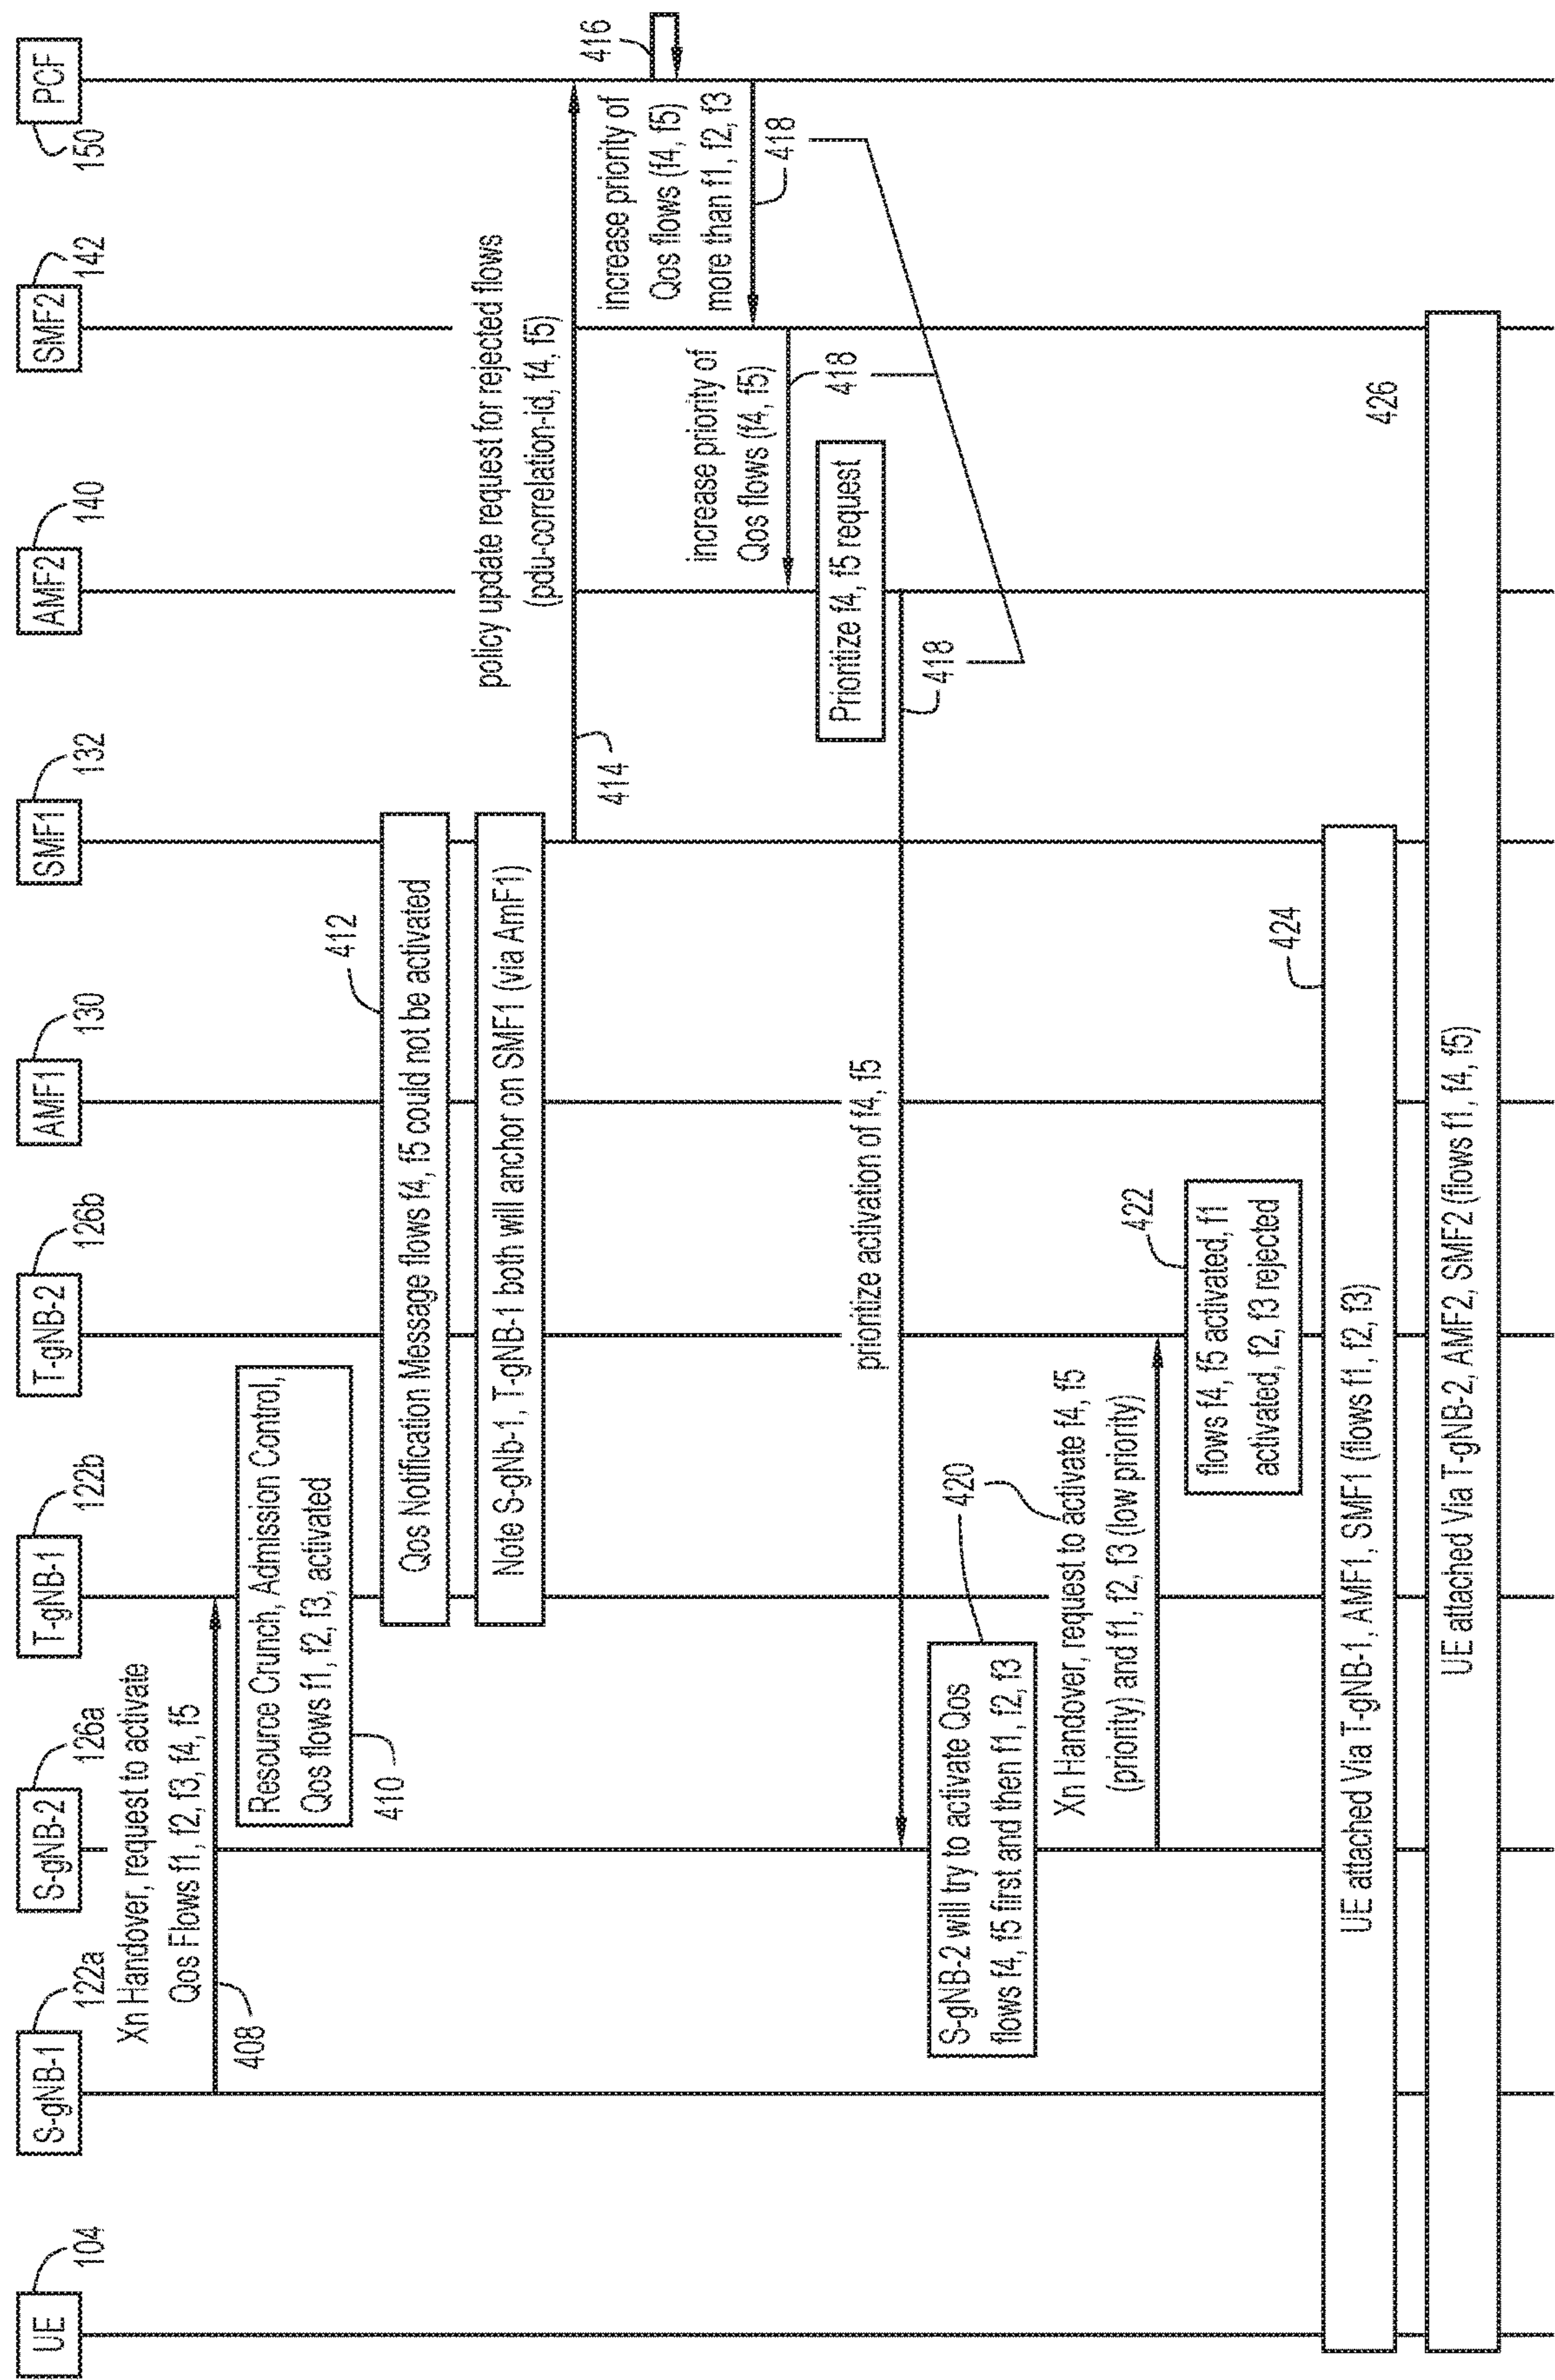 UE
104
S-gNB-1
122a
S-gNB-2
126a
T-gNB-1
122b
T-gNB-2
126b
AMF1
130
SMF1
132
AMF2
140
SMF2
142
PCF
150
Xn Handover, request to activate
Qos Flows f1, f2, f3, f4, f5
408
Resource Crunch, Admission Control,
Qos flows f1, f2, f3, activated
410
412
Qos Notification Message flows f4, f5 could not be activated
Note S-gNb-1, T-gNB-1 both will anchor on SMF1 (via AmF1)
policy update request for rejected flows
(pdu-correlation-id, f4, f5)
414
416
increase priority of
Qos flows (f4, f5)
more than f1, f2, f3
418
increase priority of
Qos flows (f4, f5)
418
Prioritize f4, f5 request
prioritize activation of f4, f5
418
S-gNB-2 will try to activate Qos
flows f4, f5 first and then f1, f2, f3
420
Xn Handover, request to activate f4, f5
(priority) and f1, f2, f3 (low priority)
422
flows f4, f5 activated, f1
activated, f2, f3 rejected
424
UE attached Via T-gNB-1, AMF1, SMF1 (flows f1, f2, f3)
426
UE attached Via T-gNB-2, AMF2, SMF2 (flows f1, f4, f5)